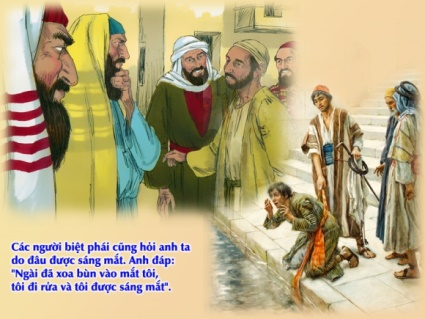 Các người biệt phái cũng hỏi anh ta
do đâu được sáng mắt. Anh đáp:
"Ngài đã xoa bùn vào mắt tôi,
tôi đi rửa và tôi được sáng mắt".